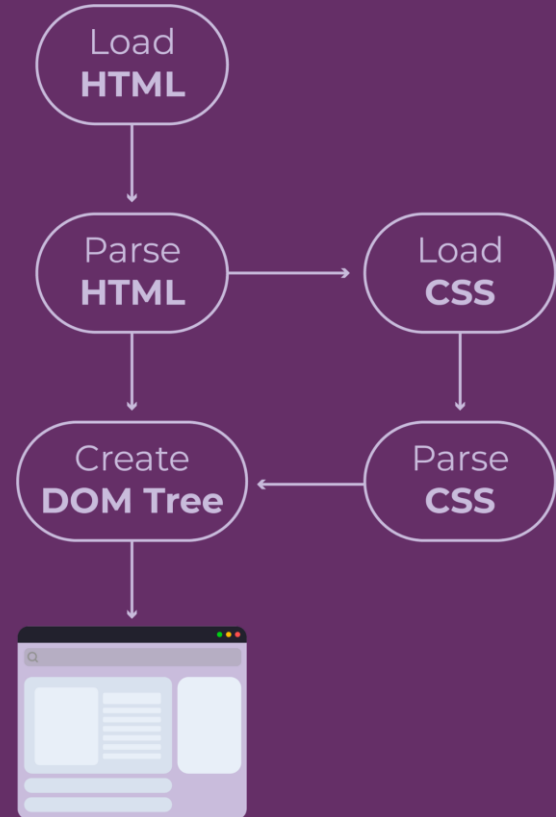 Load
HTML
Parse
HTML
Load
CSS
Create
DOM Tree
Parse
CSS